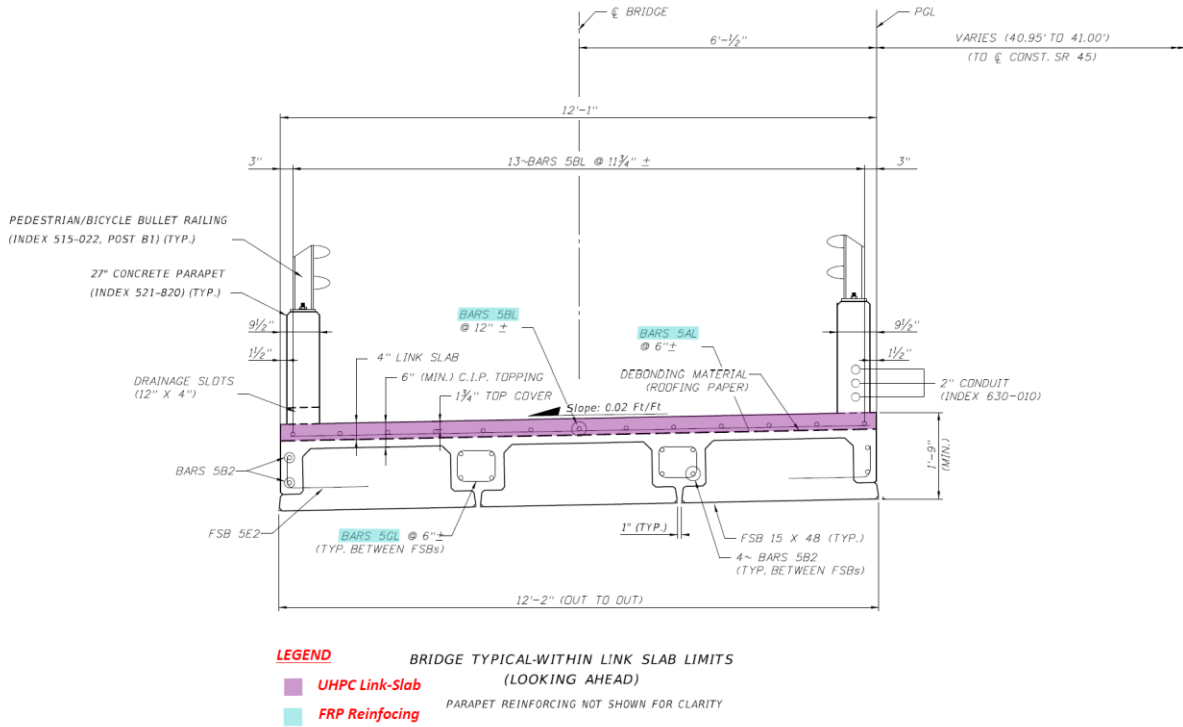 ℄ BRIDGE
PGL
6'-½"
VARIES (40.95' TO 41.00')
(TO ℄ CONST. SR 45)
12'-1"
3"
13~BARS 5BL @ 11¾" ±
3"
PEDESTRIAN/BICYCLE BULLET RAILING
(INDEX 515-022, POST B1) (TYP.)
27" CONCRETE PARAPET
(INDEX 521-820) (TYP.)
9½"
1½"
DRAINAGE SLOTS
(12" X 4")
4" LINK SLAB
6" (MIN.) C.I.P. TOPPING
1¾" TOP COVER
BARS 5BL
@ 12" ±
Slope: 0.02 Ft/Ft
BARS 5AL
@ 6"±
DEBONDING MATERIAL
(ROOFING PAPER)
9½"
1½"
2" CONDUIT
(INDEX 630-010)
1'-9"
(MIN.)
BARS 5B2
FSB 5E2
BARS 5GL @ 6"±
(TYP. BETWEEN FSBs)
1" (TYP.)
FSB 15 X 48 (TYP.)
4~ BARS 5B2
(TYP. BETWEEN FSBs)
12'-2" (OUT TO OUT)
LEGEND
UHPC Link-Slab
FRP Reinfocing
BRIDGE TYPICAL-WITHIN LINK SLAB LIMITS
(LOOKING AHEAD)
PARAPET REINFORCING NOT SHOWN FOR CLARITY